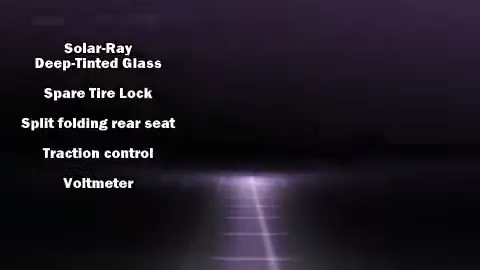 Solar-Ray
Deep-Tinted Glass
Spare Tire Lock
Split folding rear seat
Traction control
Voltmeter